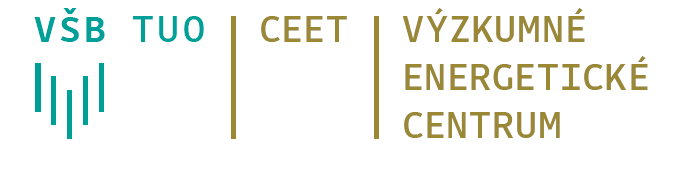 VŠB TUO
CEET
VÝZKUMNÉ
ENERGETICKÉ
CENTRUM